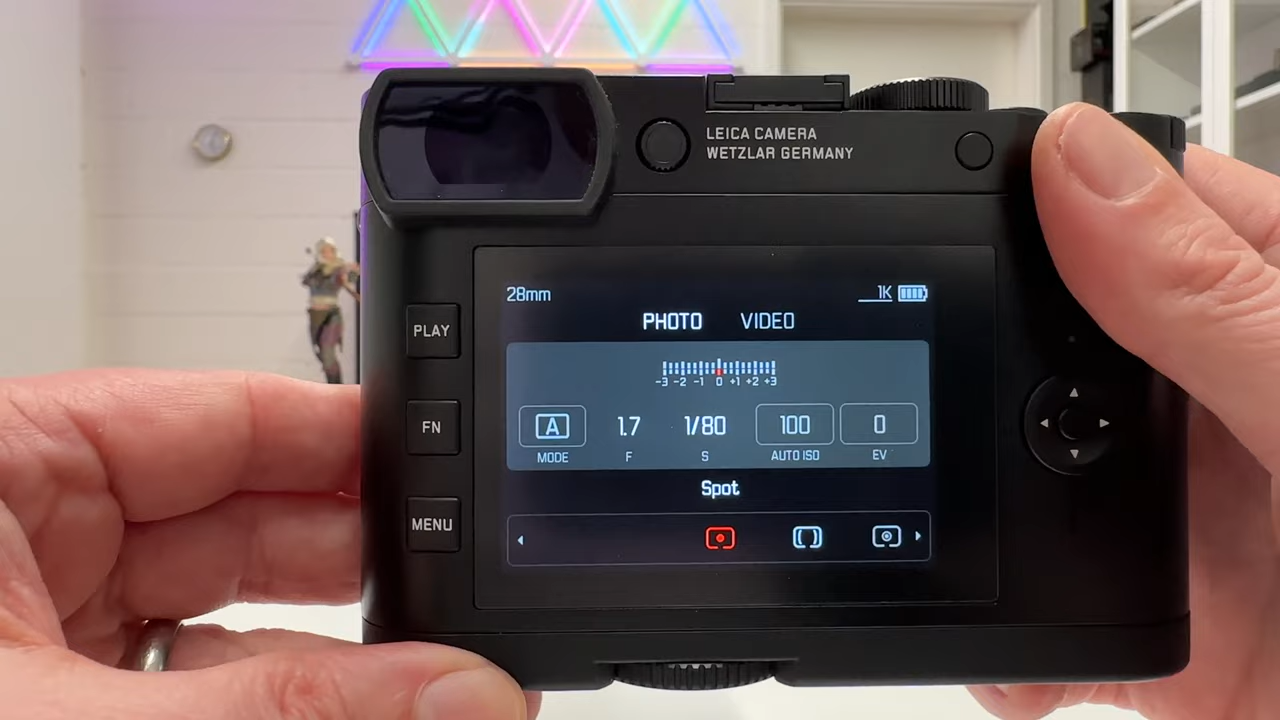 LEICA CAMERA
WETZLAR GERMANY
28mm 1K
PHOTO VIDEO
-3 -2 -1 0 +1 +2 +3
A 1.7 1/80 100 0
MODE F S AUTO ISO EV
Spot
PLAY
FN
MENU